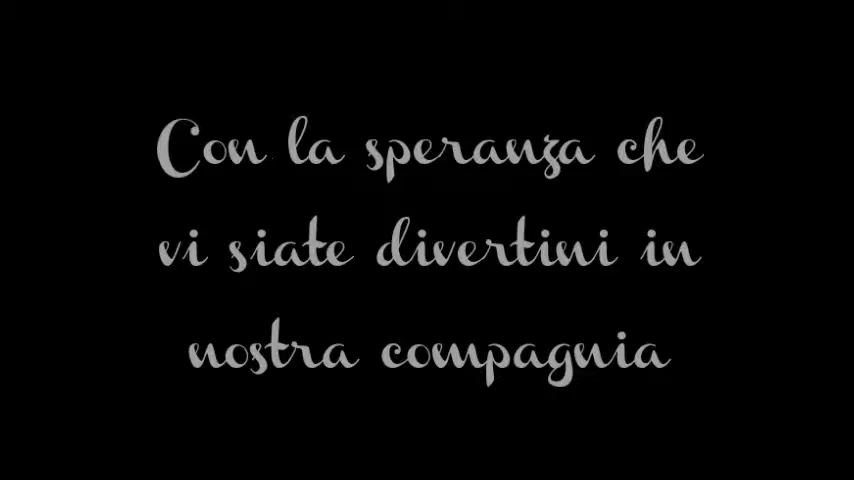 Con la speranza che
vi siate divertini in
nostra compagnia